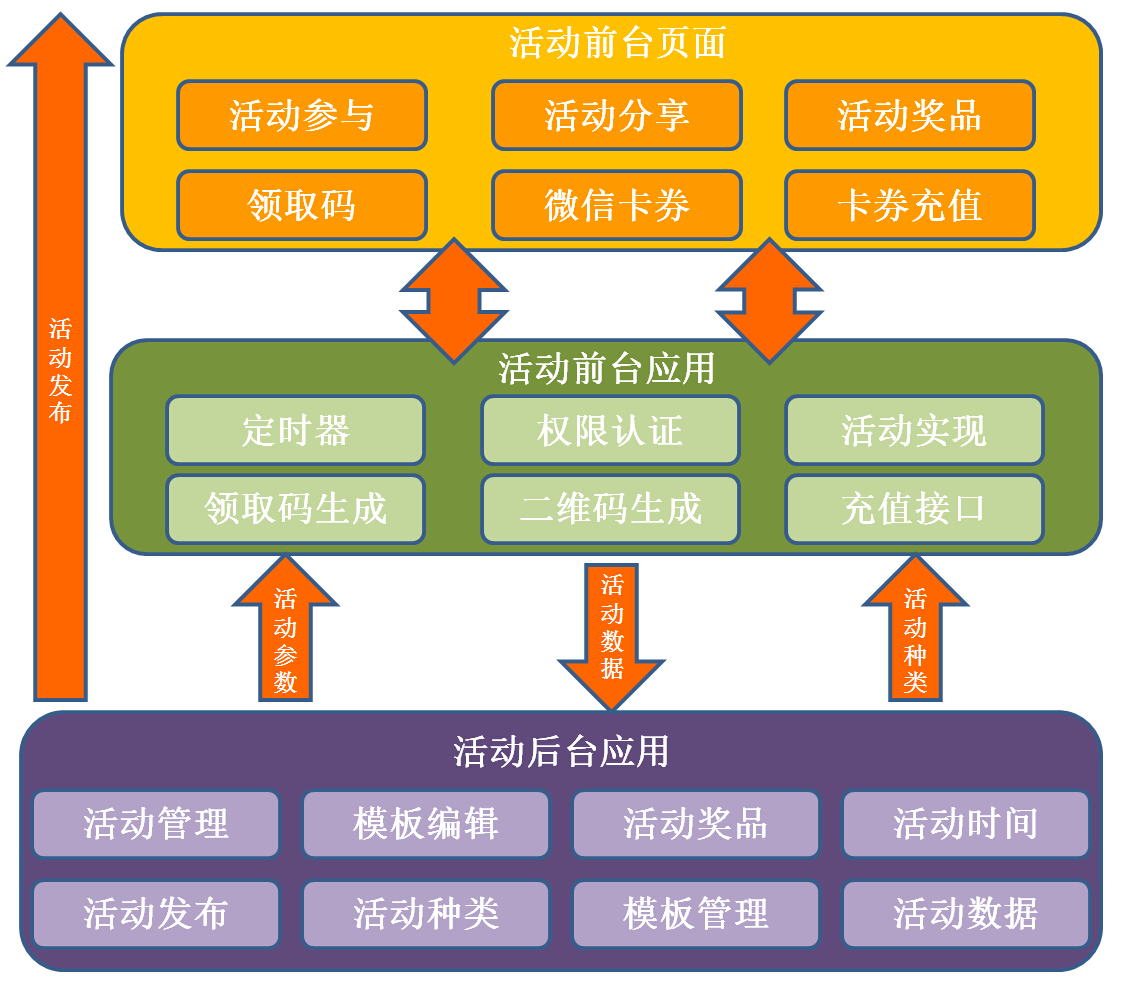 活动前台页面
活动参与
活动分享
活动奖品
领取码
微信卡券
卡券充值
活动发布
活动前台应用
定时器
权限认证
活动实现
领取码生成
二维码生成
充值接口
活动参数
活动数据
活动种类
活动后台应用
活动管理
模板编辑
活动奖品
活动时间
活动发布
活动种类
模板管理
活动数据